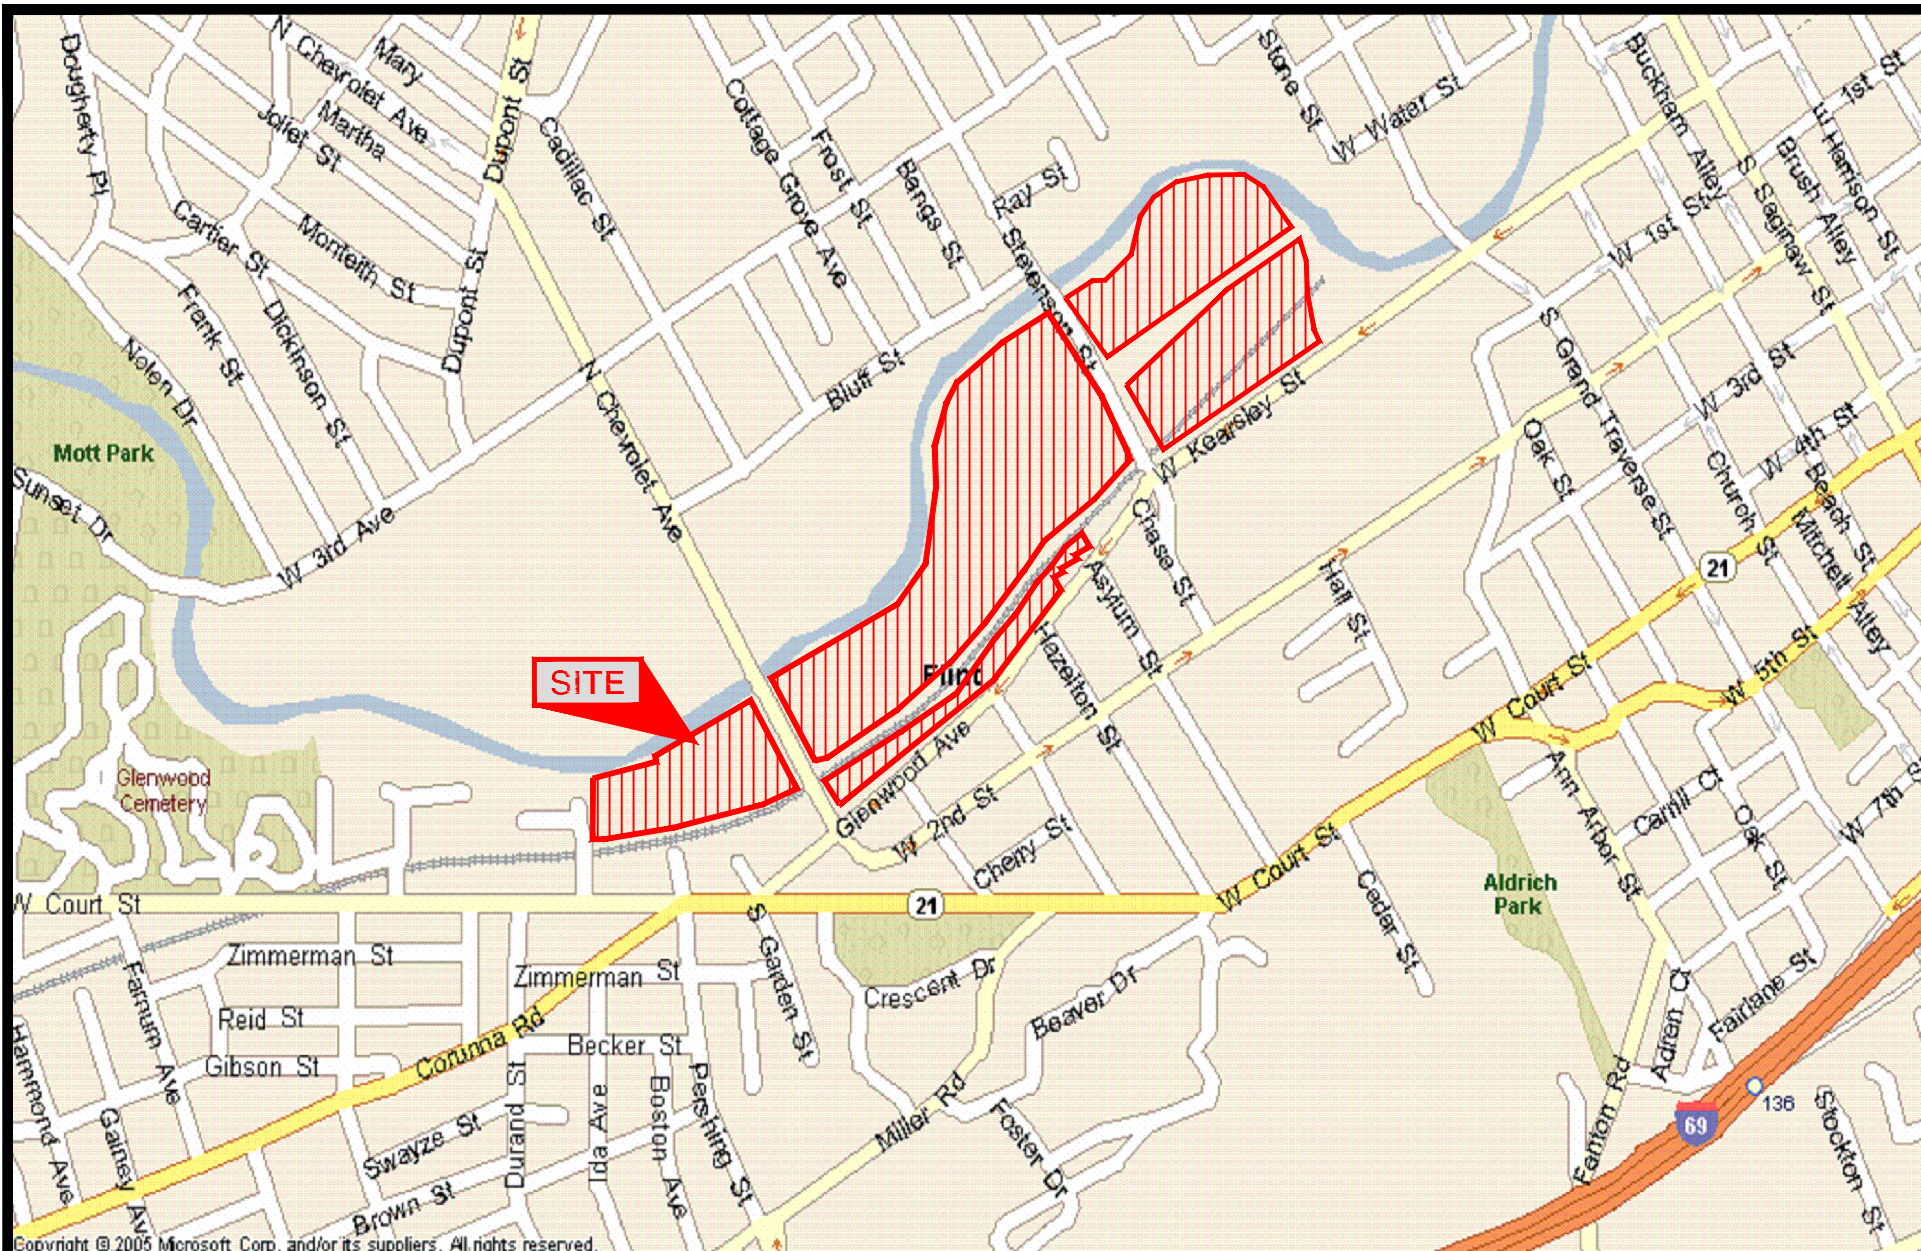 Dougherty Pl
N Chevrolet Ave
Mary
Martha
Joliet St
Dupont St
Cadillac St
Cottage Grove Ave
Frost St
Bangs St
Ray St
Stevenson St
Stone St
W Water St
Buckham Alley
S Saginaw St
Brush Alley
E 1st St
Harrison St
W 1st St
Cartier St
Monteith St
Dupont St
Frank St
Dickinson St
Nolen Dr
N Chevrolet Ave
Bluff St
W Kearsley St
S Grand Traverse St
W 3rd St
W 4th St
Oak St
Church St
Beach St
Mitchell Alley
Mott Park
Sunset Dr
W 3rd Ave
Chase St
Asylum St
Hazelton St
Hall St
21
W Court St
W 5th St
SITE
Flint
Glenwood Cemetery
Glenwood Ave
W 2nd St
Cherry St
W Court St
Ann Arbor St
Carhill Ct
Oak St
W 7th St
W Court St
21
Aldrich
Park
Cedar St
Zimmerman St
Zimmerman St
S Garden St
Crescent Dr
Beaver Dr
Farnum Ave
Reid St
Gibson St
Corunna Rd
Becker St
Hammond Ave
Gainey Ave
Swayze St
Brown St
Durand St
Ida Ave
Boston Ave
Pershing St
Miller Rd
Foster Dr
Fenton Rd
Adren Ct
Fairlane St
69
136
Stockton St
Copyright © 2005 Microsoft Corp. and/or its suppliers. All rights reserved.